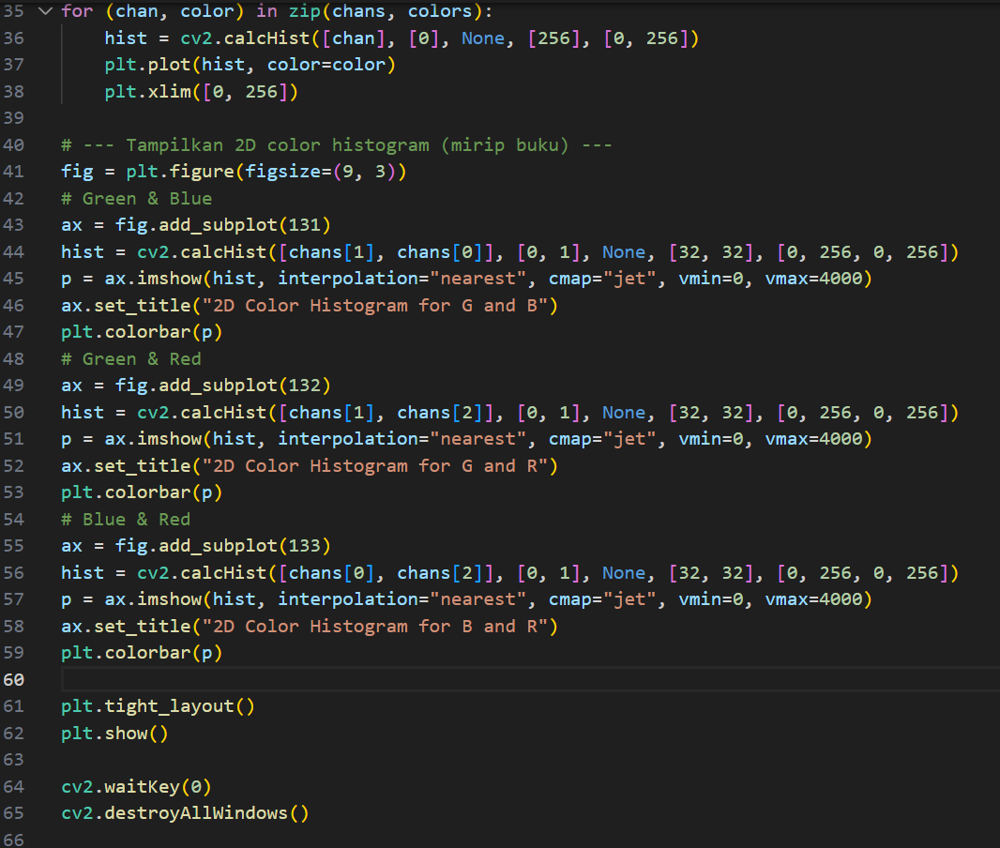 35 for (chan, color) in zip(chans, colors):
36     hist = cv2.calcHist([chan], [0], None, [256], [0, 256])
37     plt.plot(hist, color=color)
38     plt.xlim([0, 256])
39
40 # --- Tampilkan 2D color histogram (mirip buku) ---
41 fig = plt.figure(figsize=(9, 3))
42 # Green & Blue
43 ax = fig.add_subplot(131)
44 hist = cv2.calcHist([chans[1], chans[0]], [0, 1], None, [32, 32], [0, 256, 0, 256])
45 p = ax.imshow(hist, interpolation="nearest", cmap="jet", vmin=0, vmax=4000)
46 ax.set_title("2D Color Histogram for G and B")
47 plt.colorbar(p)
48 # Green & Red
49 ax = fig.add_subplot(132)
50 hist = cv2.calcHist([chans[1], chans[2]], [0, 1], None, [32, 32], [0, 256, 0, 256])
51 p = ax.imshow(hist, interpolation="nearest", cmap="jet", vmin=0, vmax=4000)
52 ax.set_title("2D Color Histogram for G and R")
53 plt.colorbar(p)
54 # Blue & Red
55 ax = fig.add_subplot(133)
56 hist = cv2.calcHist([chans[0], chans[2]], [0, 1], None, [32, 32], [0, 256, 0, 256])
57 p = ax.imshow(hist, interpolation="nearest", cmap="jet", vmin=0, vmax=4000)
58 ax.set_title("2D Color Histogram for B and R")
59 plt.colorbar(p)
60
61 plt.tight_layout()
62 plt.show()
63
64 cv2.waitKey(0)
65 cv2.destroyAllWindows()
66